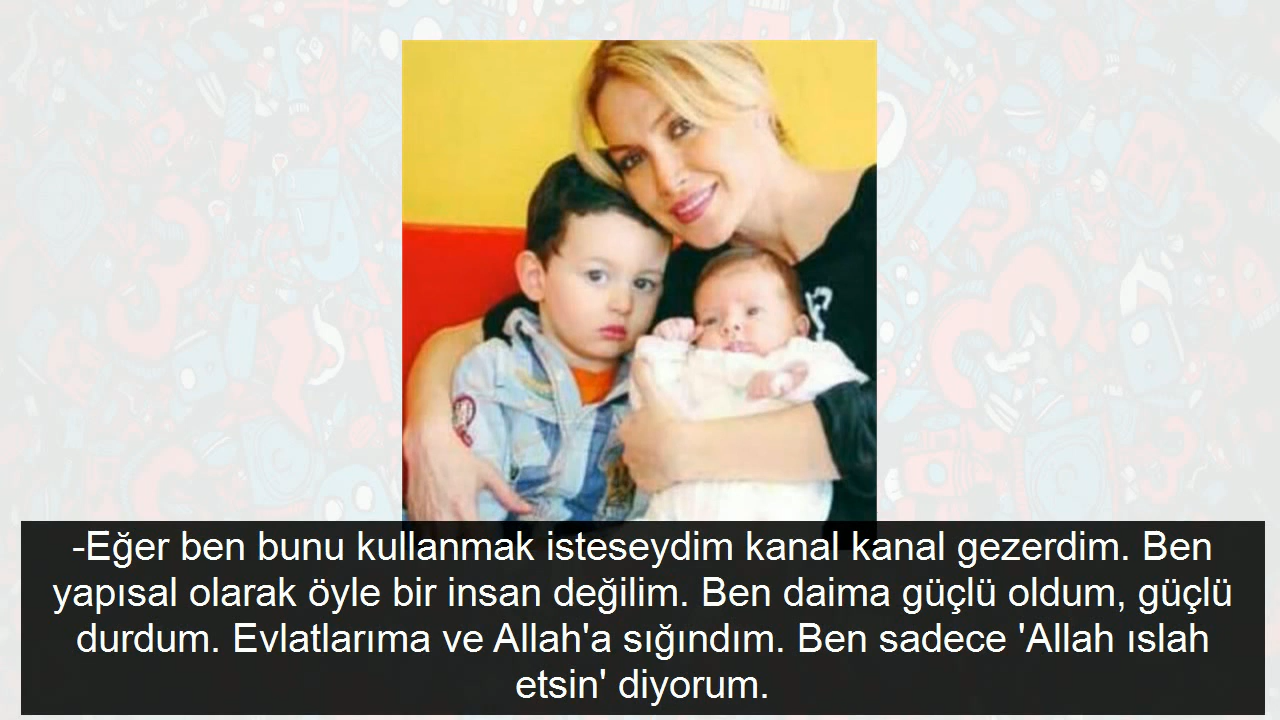 -Eğer ben bunu kullanmak isteseydim kanal kanal gezerdim. Ben
yapısal olarak öyle bir insan değilim. Ben daima güçlü oldum, güçlü
durdum. Evlatlarıma ve Allah'a sığındım. Ben sadece 'Allah ıslah
etsin' diyorum.